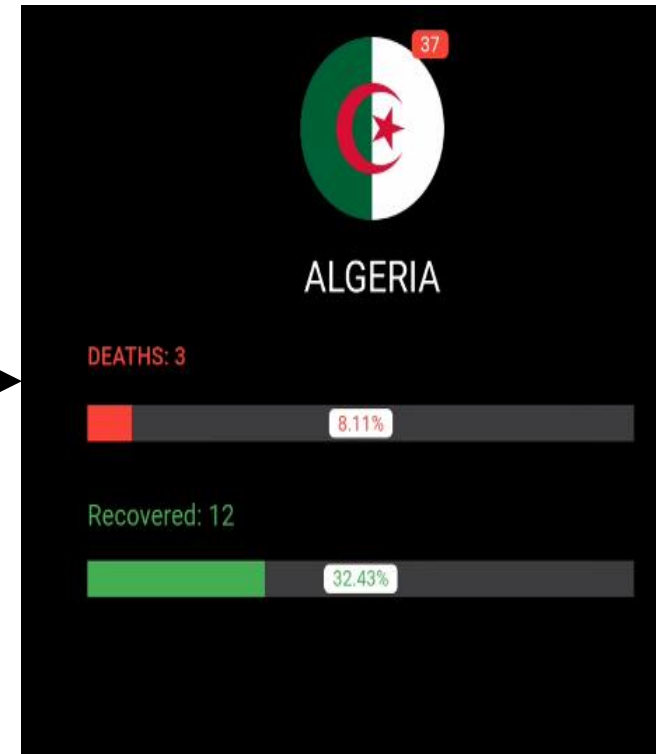 37
ALGERIA
DEATHS: 3
8.11%
Recovered: 12
32.43%